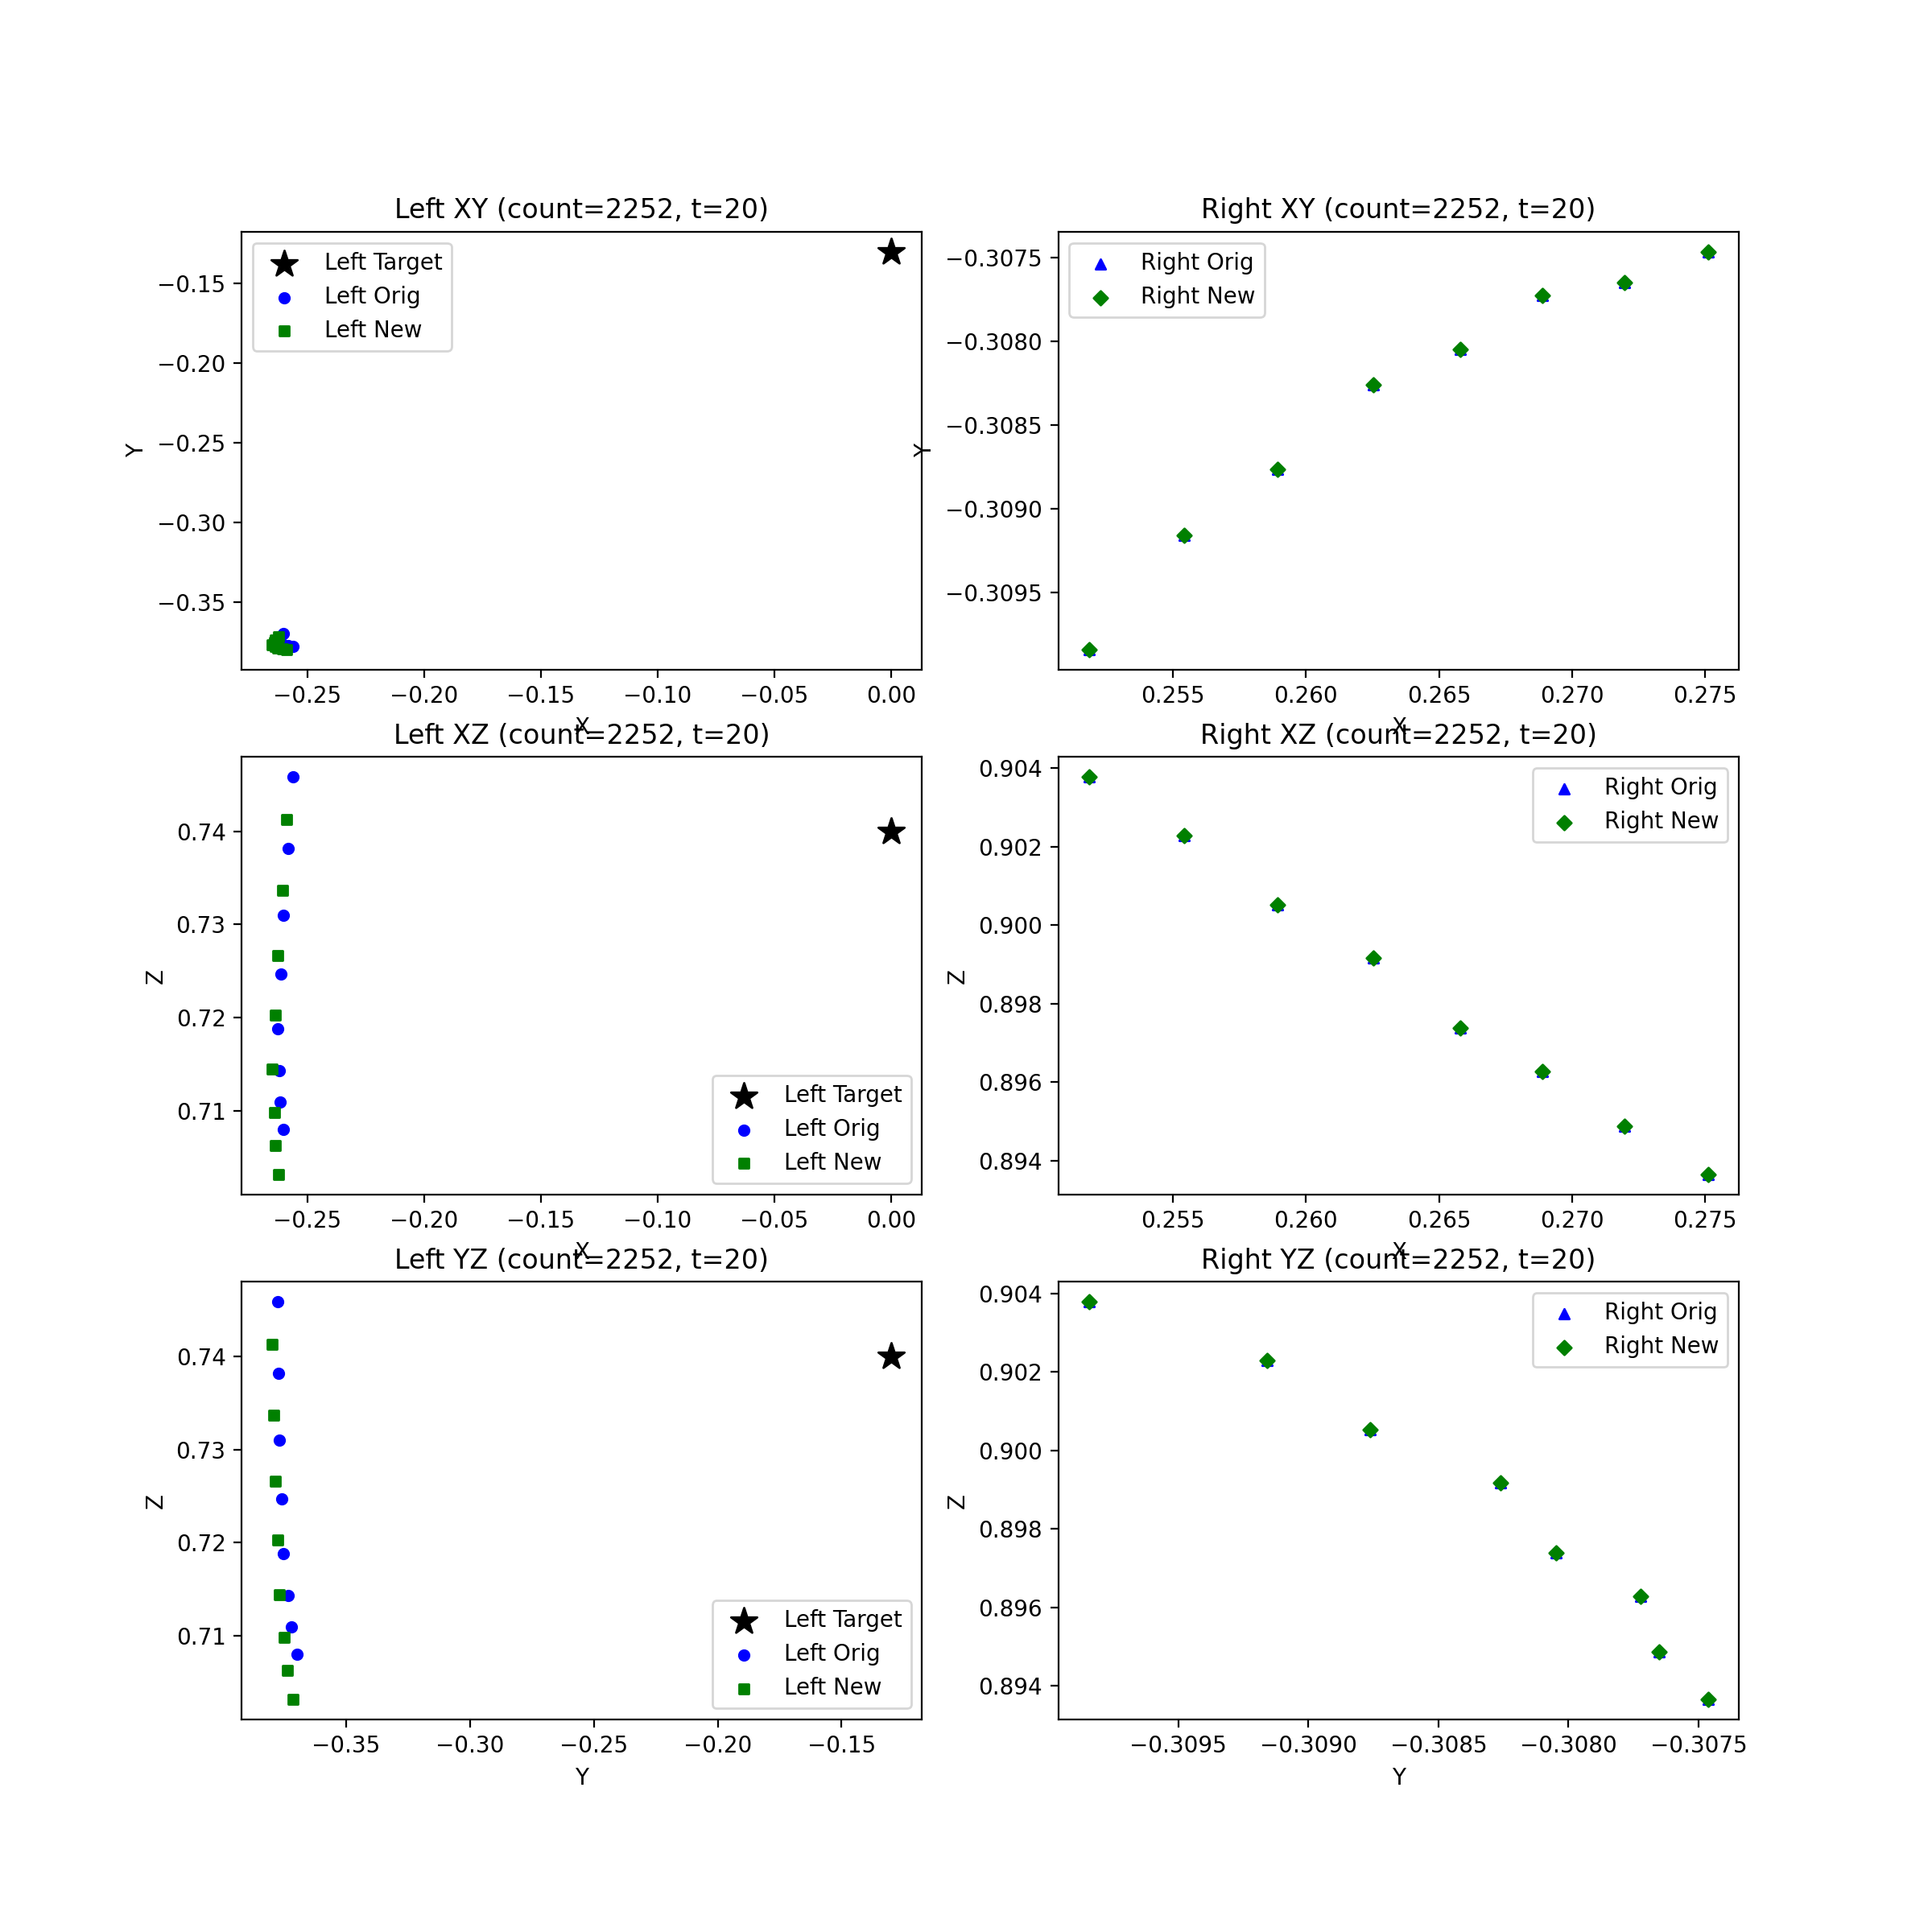 Left XY (count=2252, t=20)
Left Target
Left Orig
Left New
−0.15
−0.20
−0.25
−0.30
−0.35
Y
−0.25 −0.20 −0.15 −0.10 −0.05 0.00
X
Right XY (count=2252, t=20)
Right Orig
Right New
−0.3075
−0.3080
−0.3085
−0.3090
−0.3095
Y
0.255 0.260 0.265 0.270 0.275
X
Left XZ (count=2252, t=20)
0.74
0.73
0.72
0.71
Z
Left Target
Left Orig
Left New
−0.25 −0.20 −0.15 −0.10 −0.05 0.00
X
Right XZ (count=2252, t=20)
Right Orig
Right New
0.904
0.902
0.900
0.898
0.896
0.894
Z
0.255 0.260 0.265 0.270 0.275
X
Left YZ (count=2252, t=20)
0.74
0.73
0.72
0.71
Z
Left Target
Left Orig
Left New
−0.35 −0.30 −0.25 −0.20 −0.15
Y
Right YZ (count=2252, t=20)
Right Orig
Right New
0.904
0.902
0.900
0.898
0.896
0.894
Z
−0.3095 −0.3090 −0.3085 −0.3080 −0.3075
Y